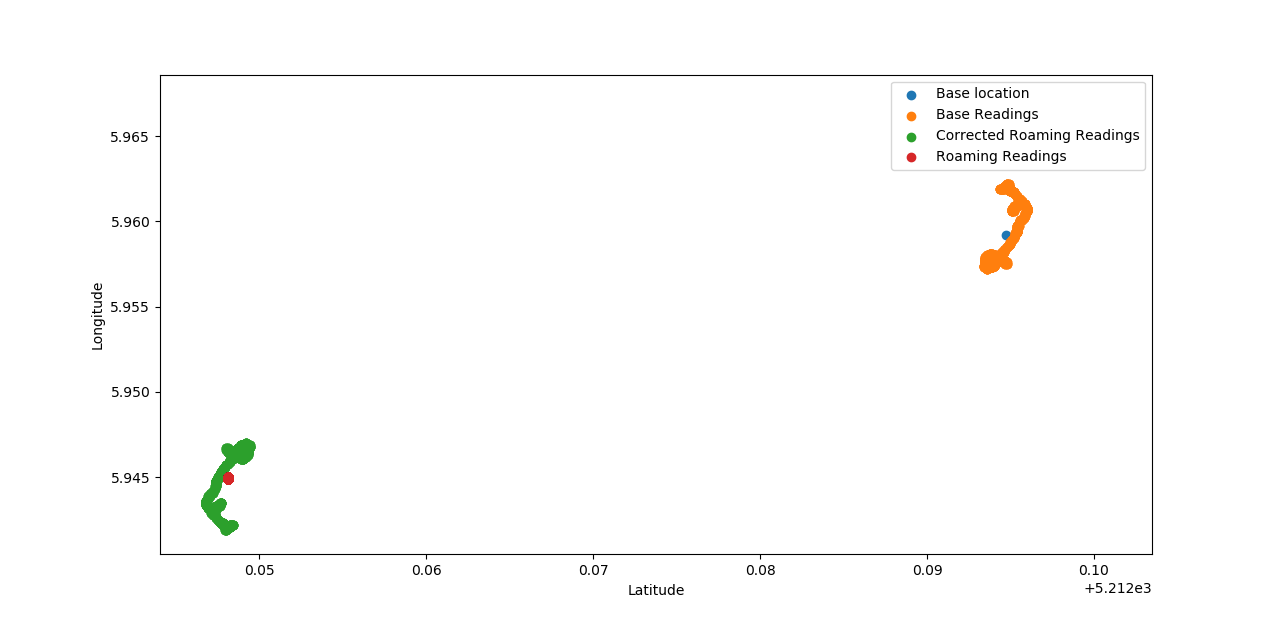 Base location
Base Readings
Corrected Roaming Readings
Roaming Readings
5.965
5.960
5.955
5.950
5.945
Longitude
0.05 0.06 0.07 0.08 0.09 0.10
+5.212e3
Latitude